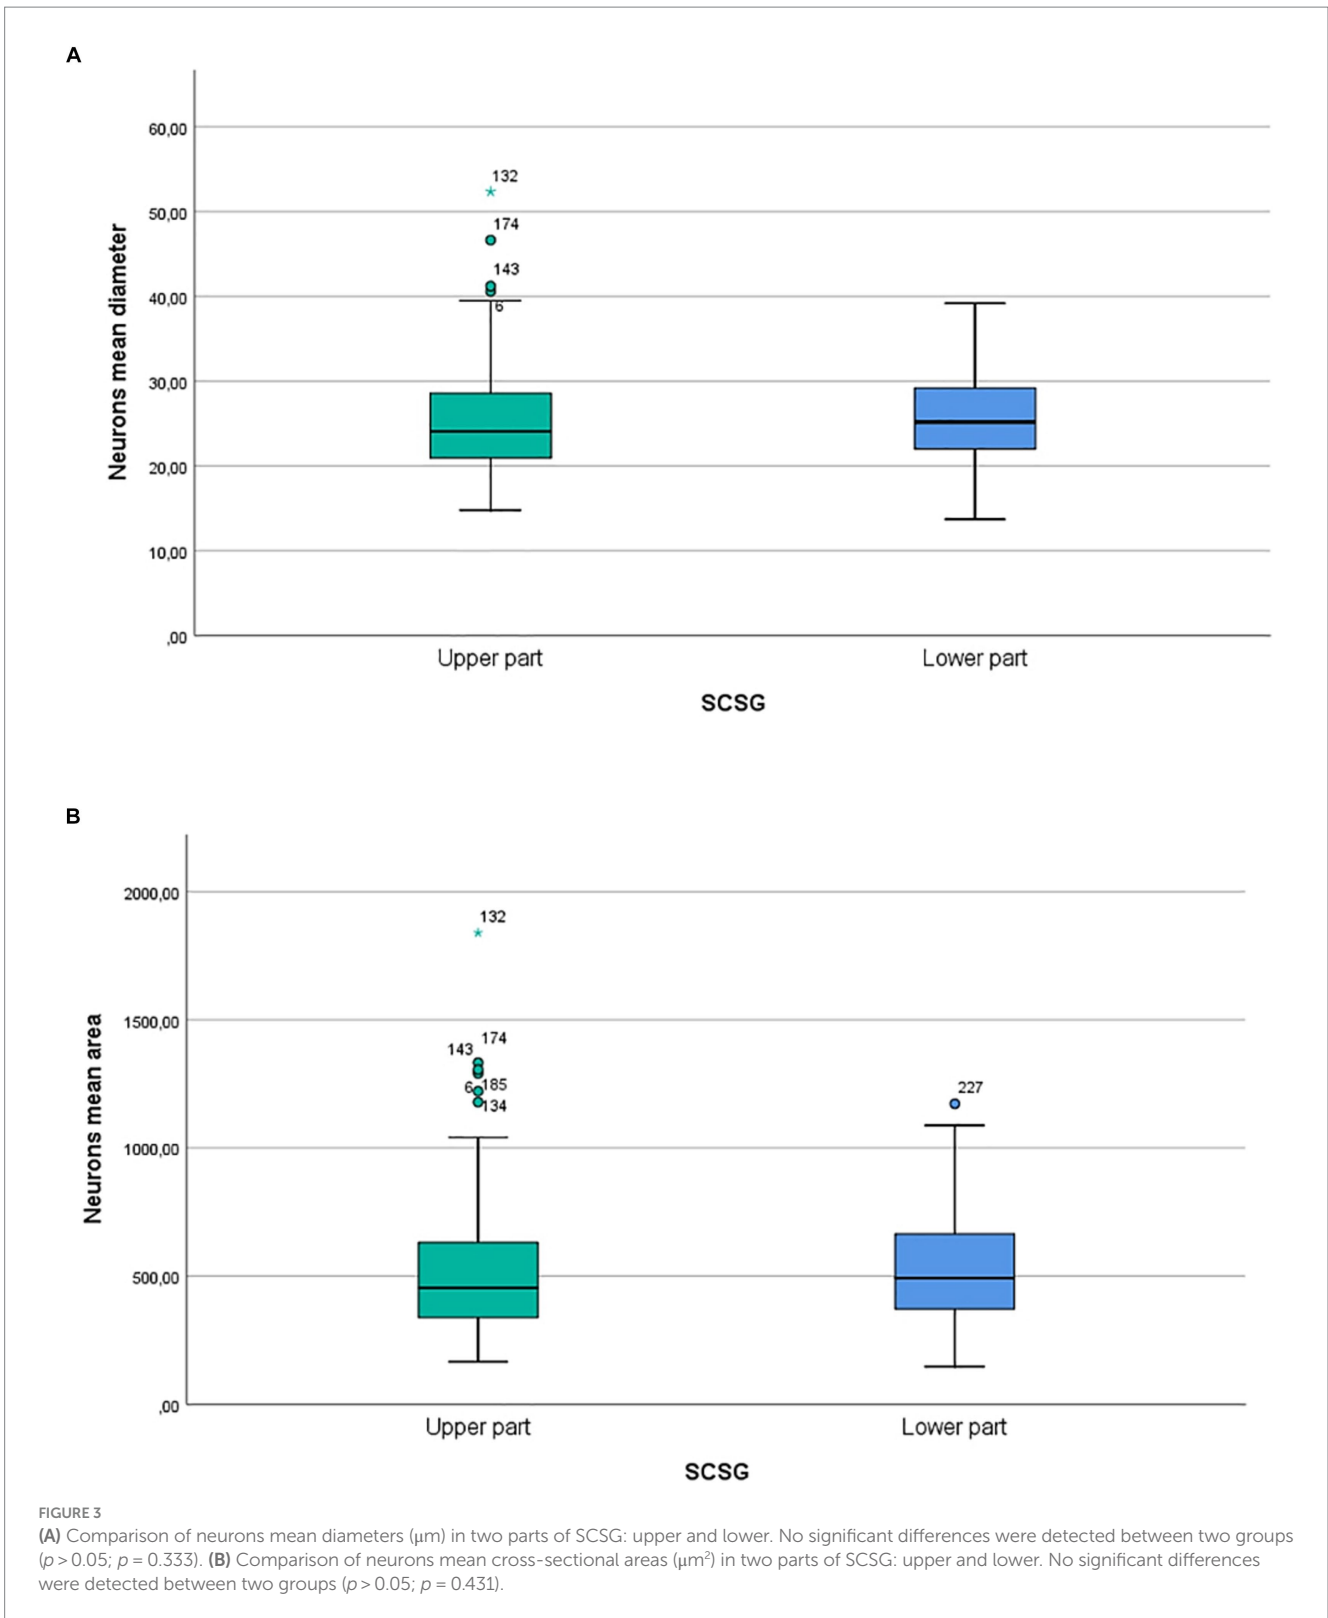 A
60,00
132
50,00
174
143
40,00
6
30,00
20,00
10,00
,00
Neurons mean diameter
Upper part Lower part
SCSG
B
2000,00
132
1500,00
174
143
6 185
134
227
1000,00
500,00
,00
Neurons mean area
Upper part Lower part
SCSG
FIGURE 3
(A) Comparison of neurons mean diameters (μm) in two parts of SCSG: upper and lower. No significant differences were detected between two groups
(p > 0.05; p = 0.333). (B) Comparison of neurons mean cross-sectional areas (μm²) in two parts of SCSG: upper and lower. No significant differences
were detected between two groups (p > 0.05; p = 0.431).